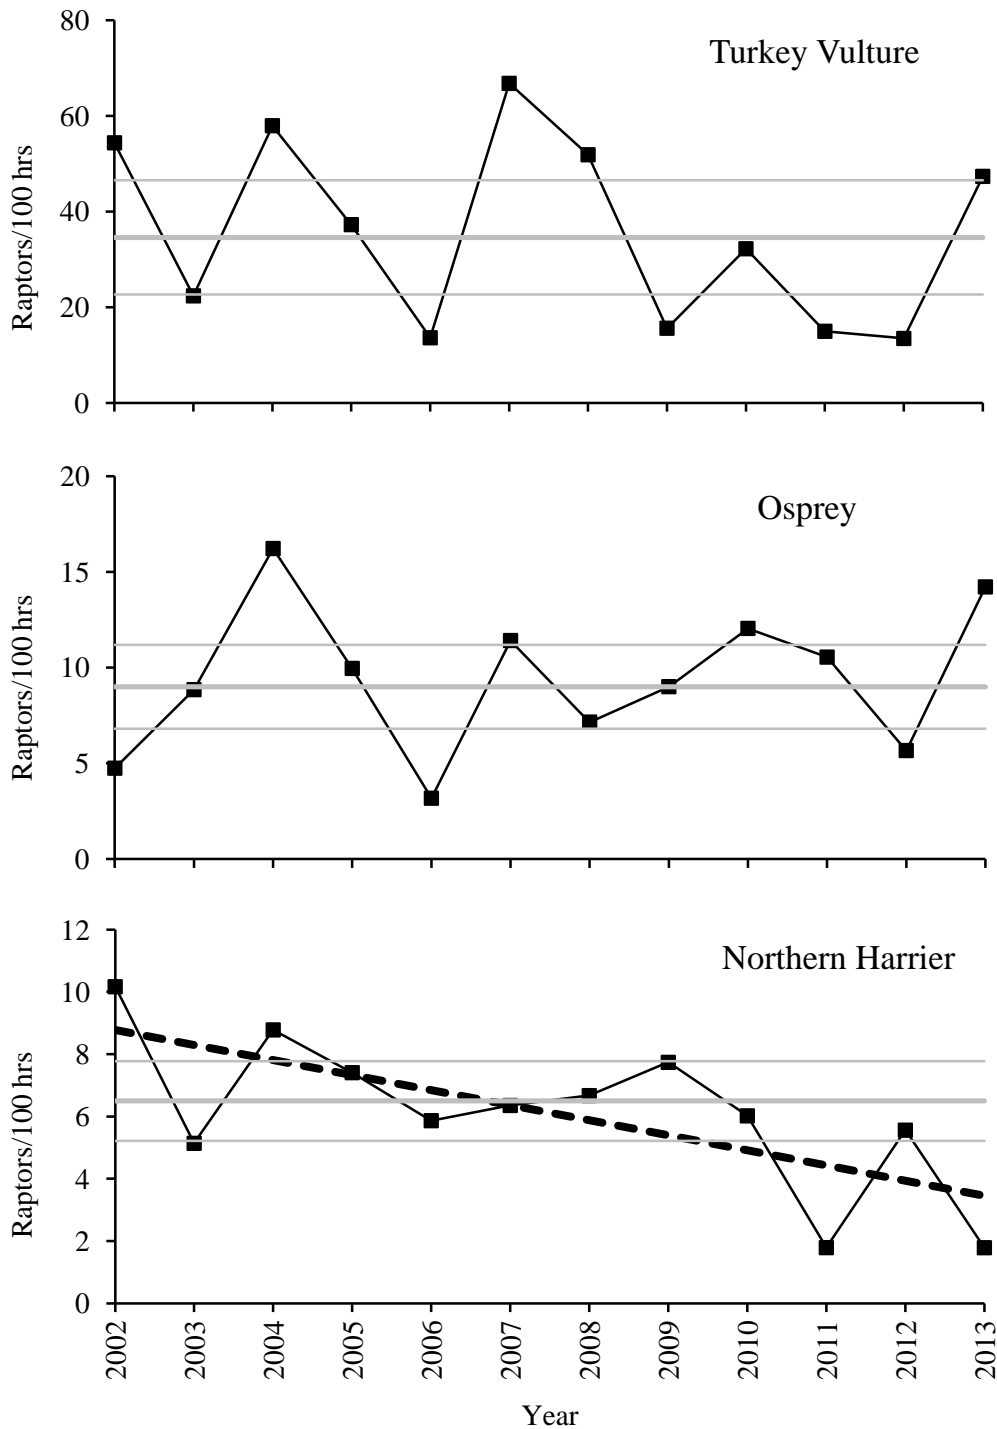 Turkey Vulture
Raptors/100 hrs
80
60
40
20
0
Osprey
Raptors/100 hrs
20
15
10
5
0
Northern Harrier
Raptors/100 hrs
12
10
8
6
4
2
0
2002 2003 2004 2005 2006 2007 2008 2009 2010 2011 2012 2013
Year